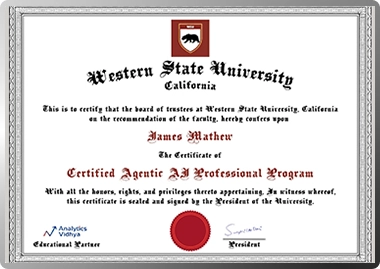 Western State University
California
This is to certify that the board of trustees at Western State University, California
on the recommendation of the faculty, hereby confers upon
James Mathew
The Certificate of
Certified Agentic AI Professional Program
With all the honors, rights, and privileges thereto appertaining. In witness whereof,
this certificate is sealed and signed by the President of the University.
Analytics
Vidhya
Educational Partner
President